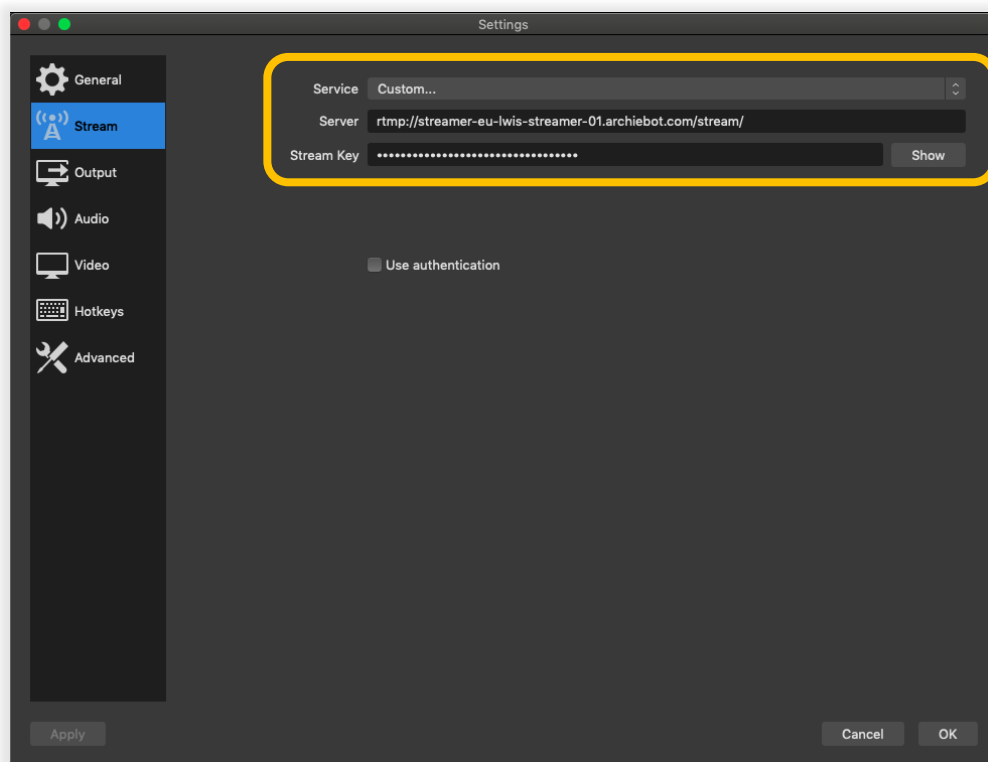 Settings
General
Stream
Output
Audio
Video
Hotkeys
Advanced
Service Custom...
Server rtmp://streamer-eu-lwis-streamer-01.archiebot.com/stream/
Stream Key •••••••••••••••••••••••••••••••••• Show
Use authentication
Apply Cancel OK